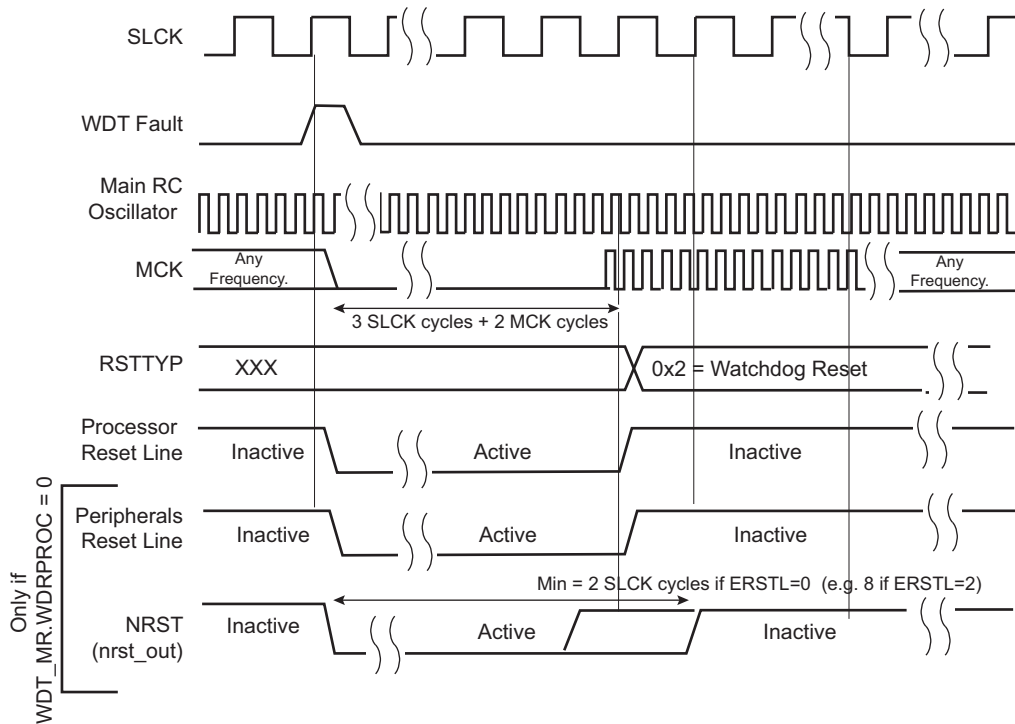 SLCK
WDT Fault
Main RC
Oscillator
MCK
Any
Frequency.
Any
Frequency.
3 SLCK cycles + 2 MCK cycles
RSTTYP
XXX
0x2 = Watchdog Reset
Processor
Reset Line
Inactive
Active
Inactive
Only if
WDT_MR.WDRPROC = 0
Peripherals
Reset Line
Inactive
Active
Inactive
Min = 2 SLCK cycles if ERSTL=0 (e.g. 8 if ERSTL=2)
NRST
(nrst_out)
Inactive
Active
Inactive